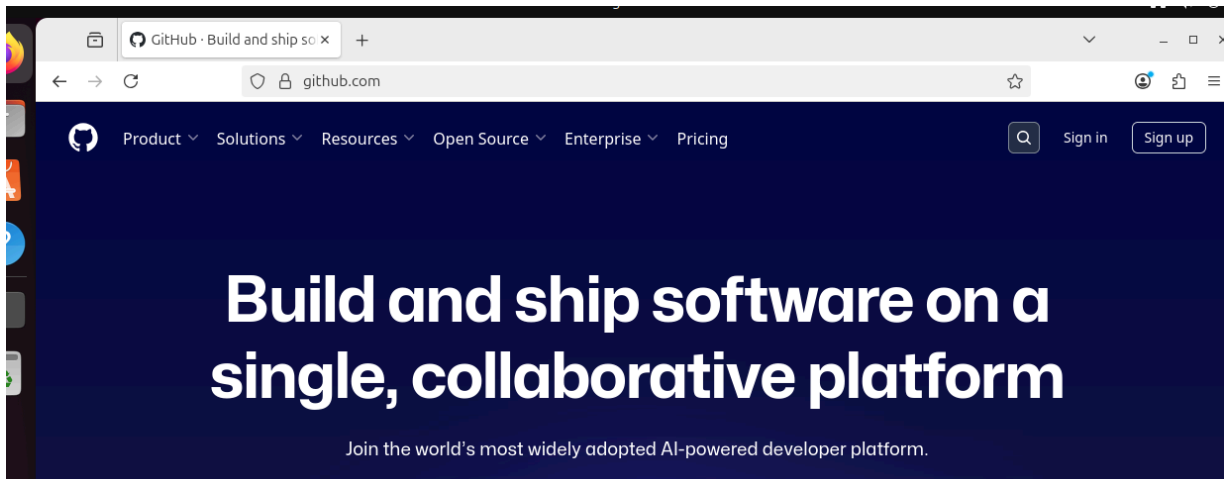 GitHub · Build and ship so
github.com
Product Solutions Resources Open Source Enterprise Pricing Sign in Sign up
Build and ship software on a
single, collaborative platform
Join the world's most widely adopted AI-powered developer platform.